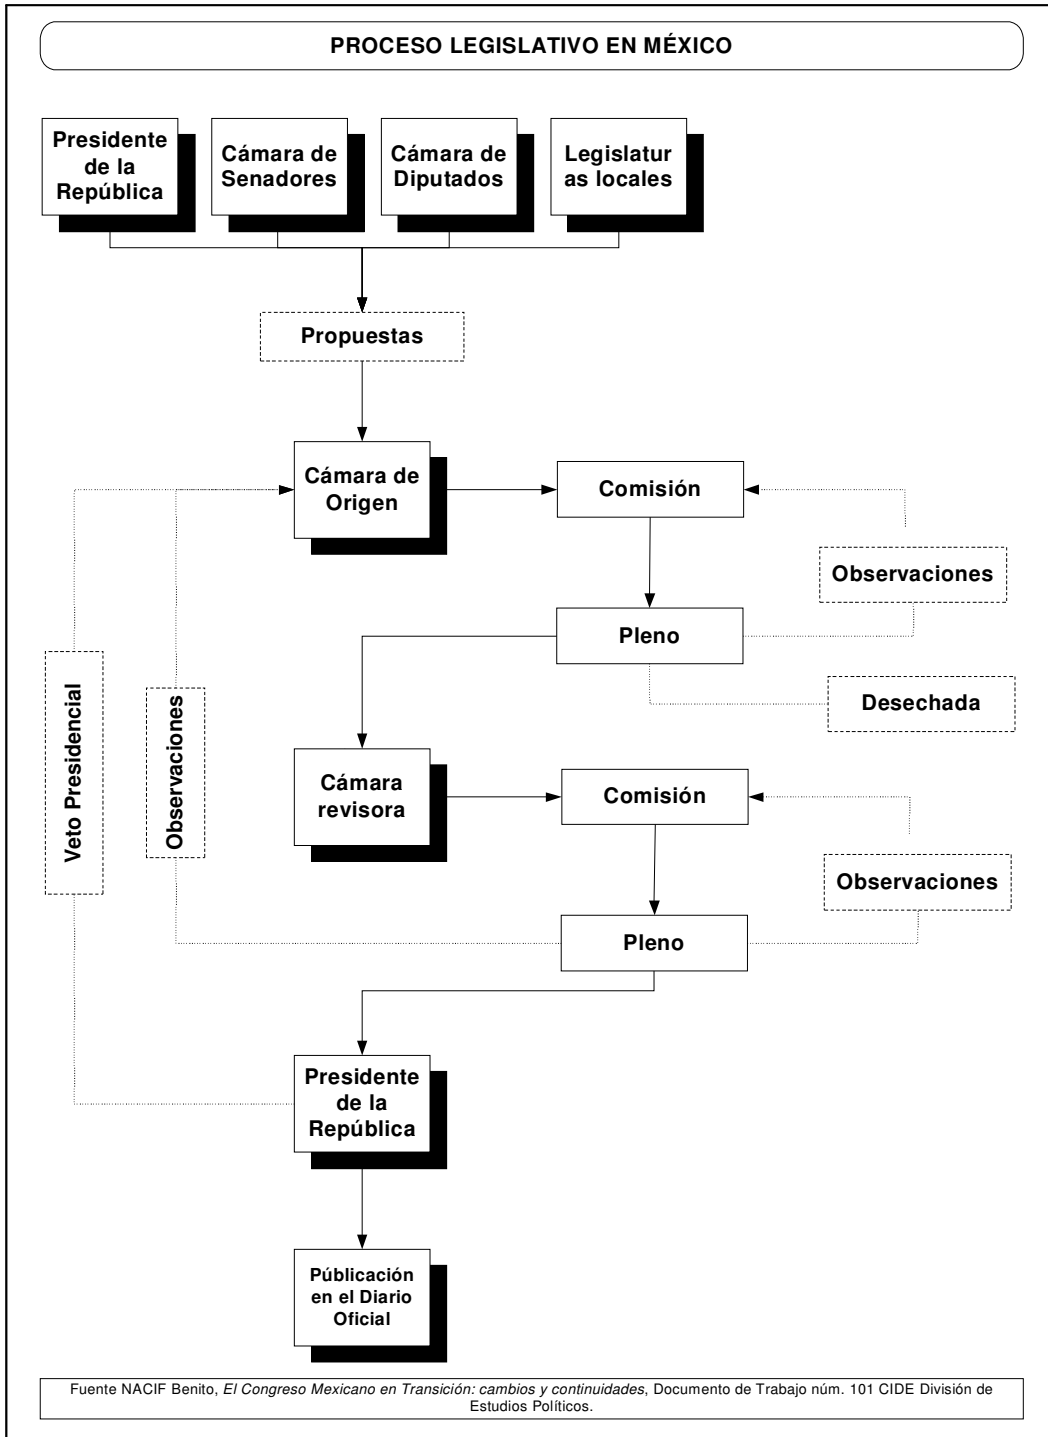 PROCESO LEGISLATIVO EN MÉXICO
Presidente
de la
República
Cámara de
Senadores
Cámara de
Diputados
Legislatur
as locales
Propuestas
Cámara de
Origen
Comisión
Observaciones
Pleno
Desechada
Veto Presidencial
Observaciones
Cámara
revisora
Comisión
Observaciones
Pleno
Presidente
de la
República
Públicación
en el Diario
Oficial
Fuente NACIF Benito, El Congreso Mexicano en Transición: cambios y continuidades, Documento de Trabajo núm. 101 CIDE División de
Estudios Políticos.